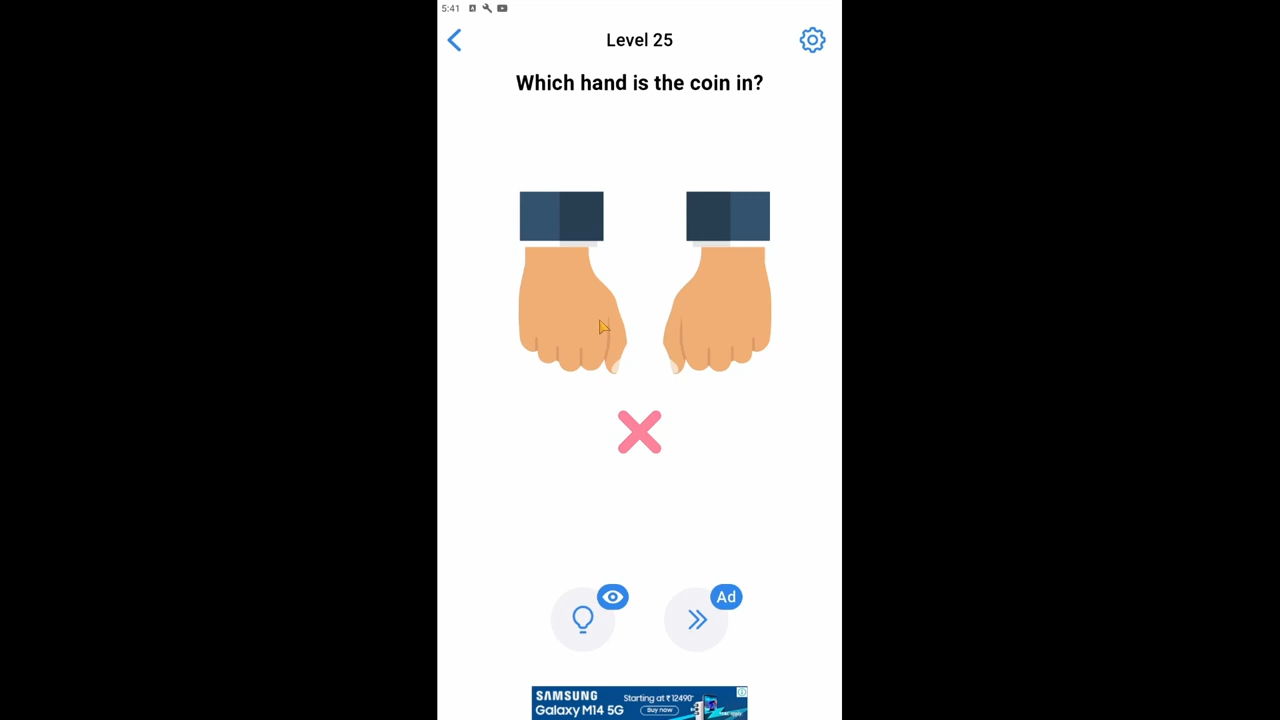 5:41
Level 25
Which hand is the coin in?
Ad
SAMSUNG
Galaxy M14 5G
Starting at ₹12490*
Buy now